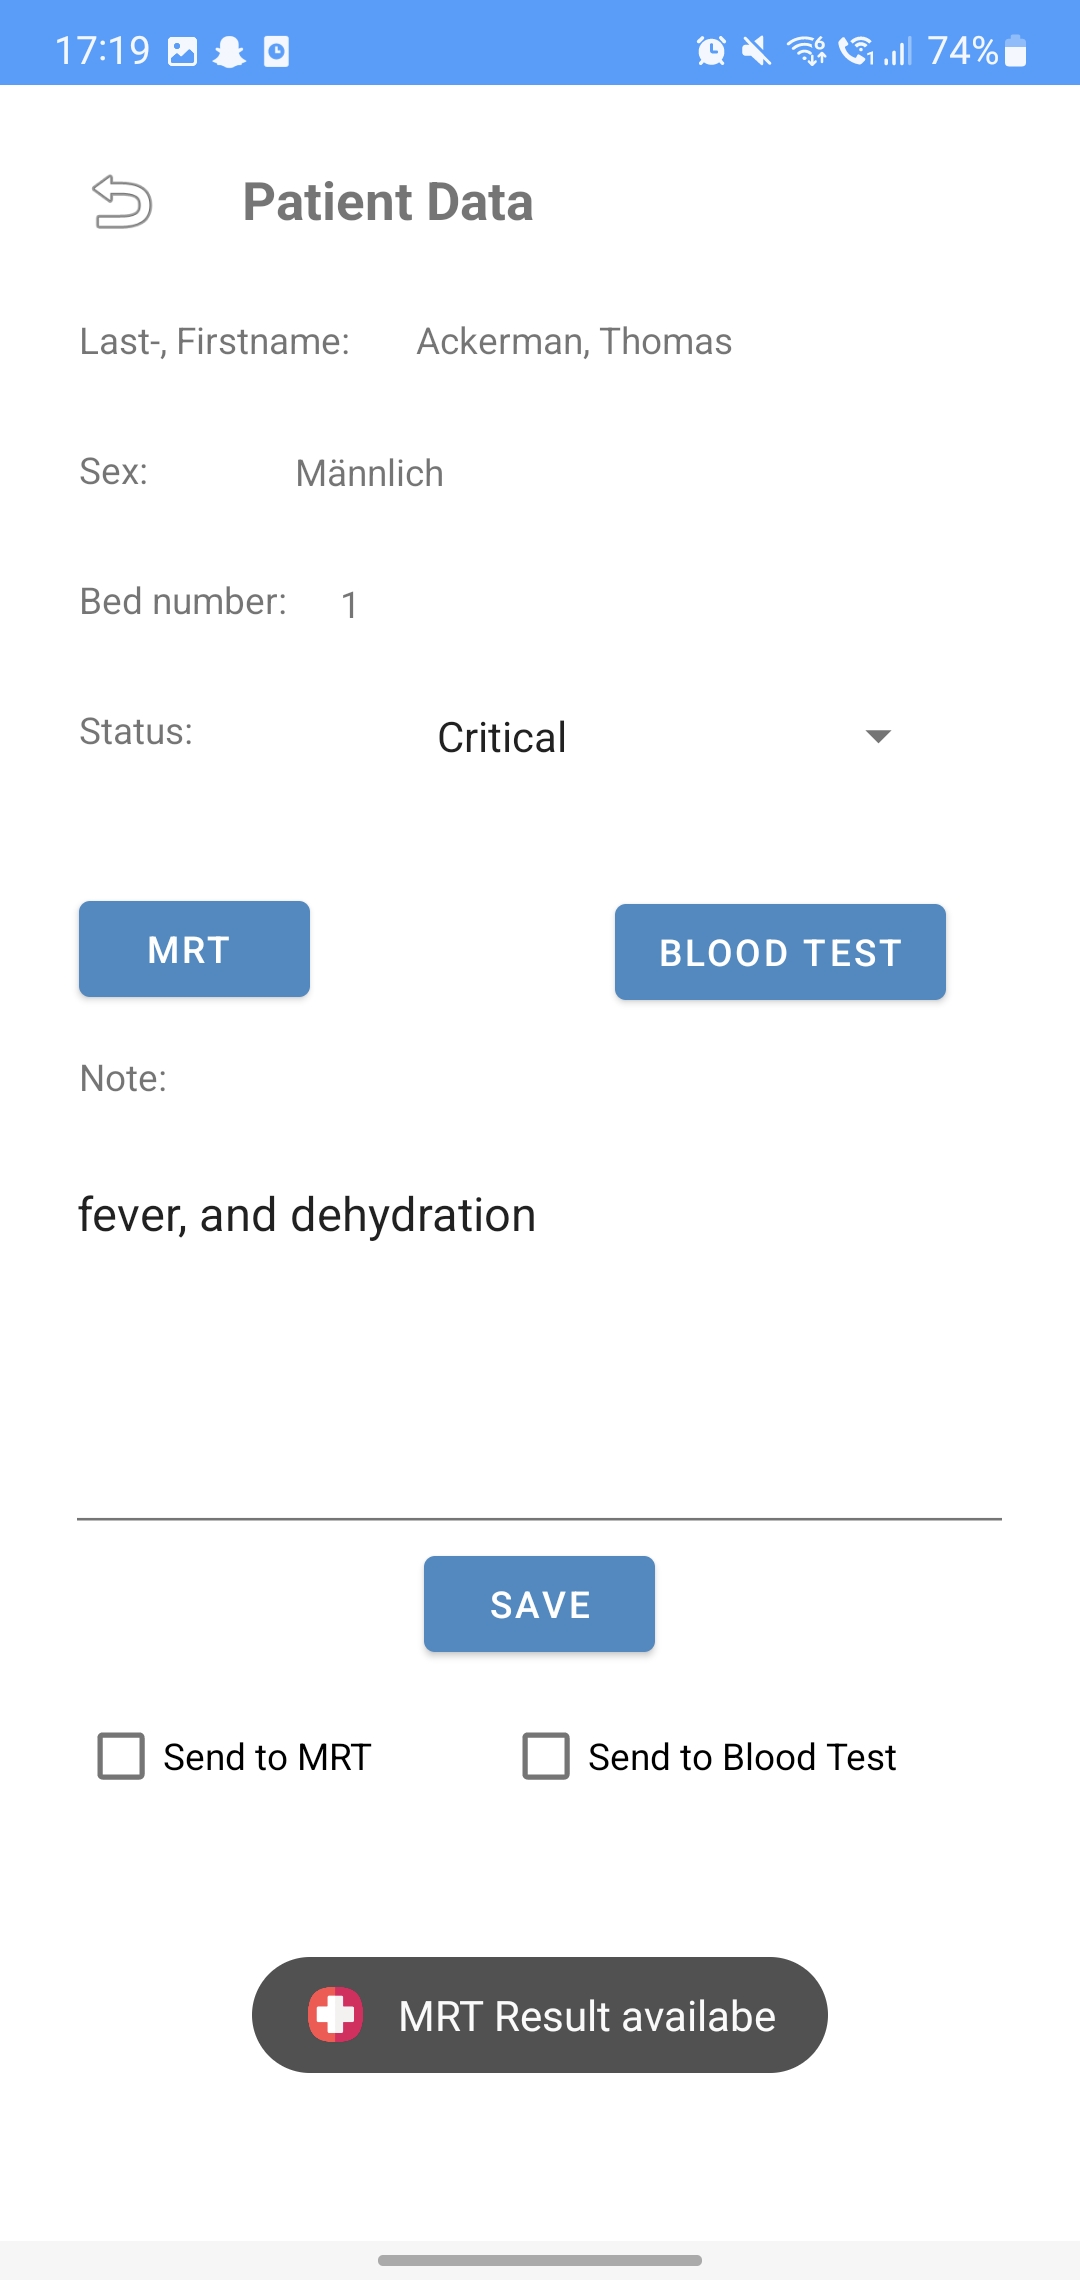 17:19 74%
Patient Data
Last-, Firstname: Ackerman, Thomas
Sex: Männlich
Bed number: 1
Status: Critical
MRT BLOOD TEST
Note:
fever, and dehydration
SAVE
Send to MRT Send to Blood Test
MRT Result availabe